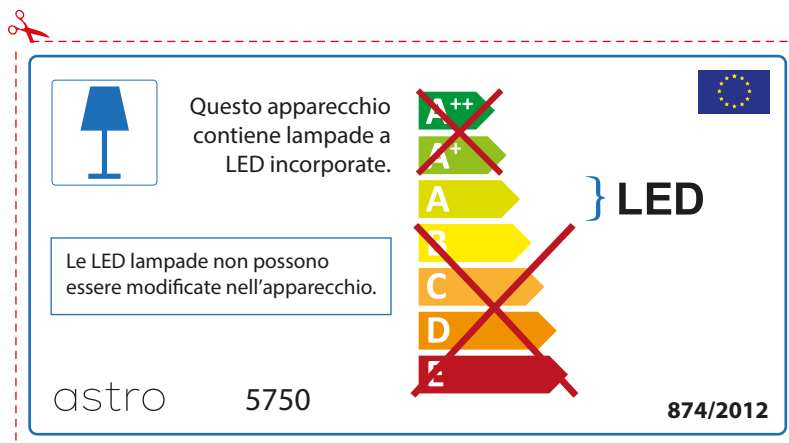 Questo apparecchio
contiene lampade a
LED incorporate.
Le LED lampade non possono
essere modificate nell'apparecchio.
A++
A+
A
B
C
D
E
LED
astro 5750
874/2012